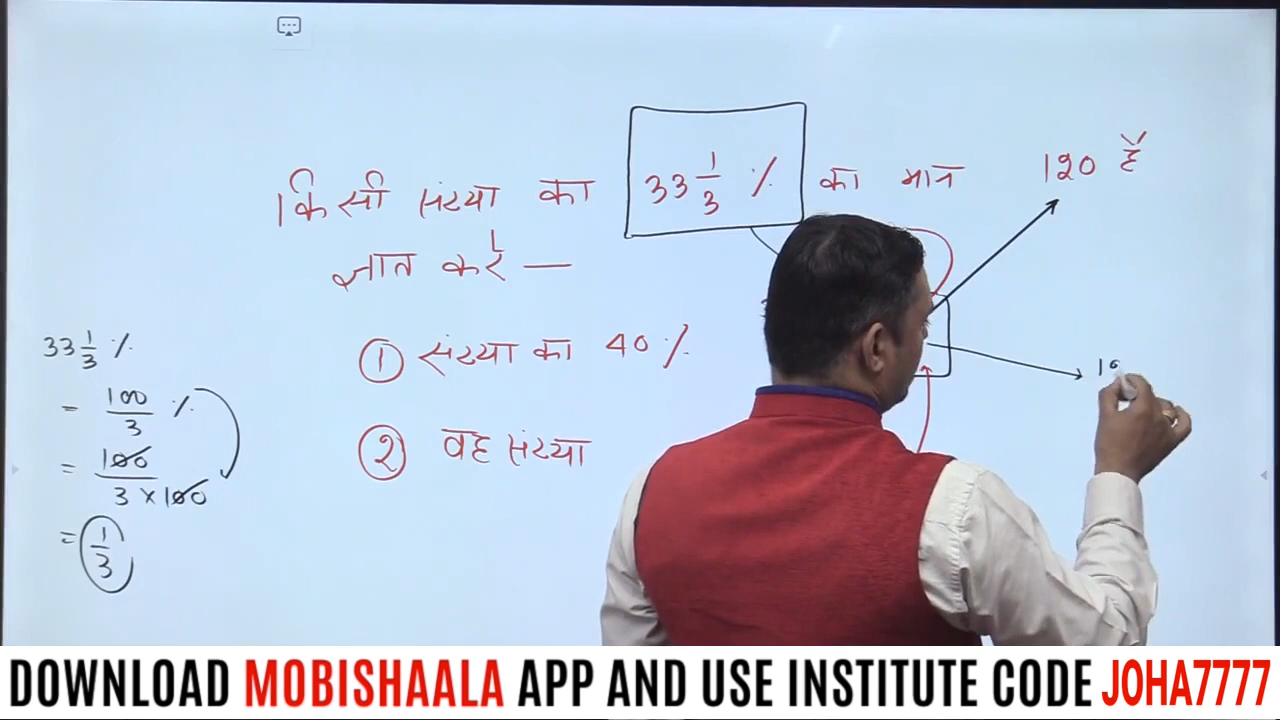 किसी संख्या का 33 1/3 % का मान 120 है
ज्ञात करें —
① संख्या का 40 %
② वह संख्या
33 1/3 %
= 100/3 %
= 100/3 × 100
= 1/3
DOWNLOAD MOBISHAALA APP AND USE INSTITUTE CODE JOHA7777